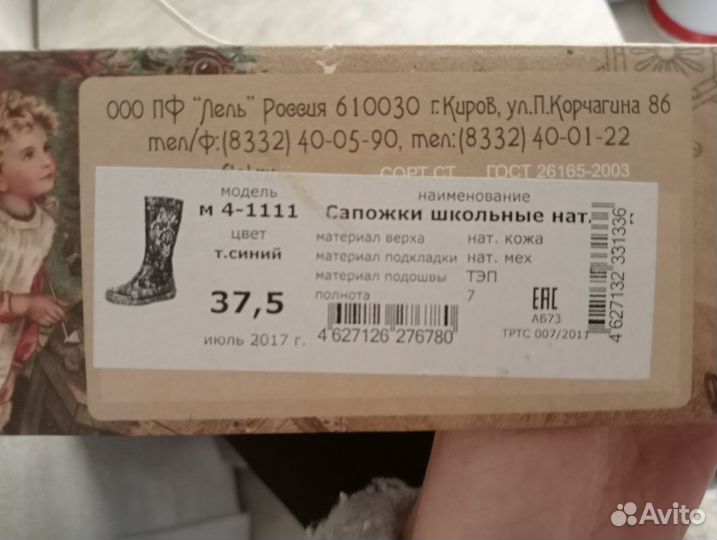 ООО ПФ "Лель" Россия 610030 г.Киров, ул.П.Корчагина 86
тел/ф:(8332) 40-05-90, тел:(8332) 40-01-22
СОРТ СТ ГОСТ 26165-2003
модель
м 4-1111
цвет
т.синий
37,5
июль 2017 г.
наименование
Сапожки школьные нат.
материал верха нат. кожа
материал подкладки нат. мех
материал подошвы ТЭП
полнота 7
4 627126 276780
ЕАС
АБ73
ТРТС 007/2011
4 627132 331336
Avito